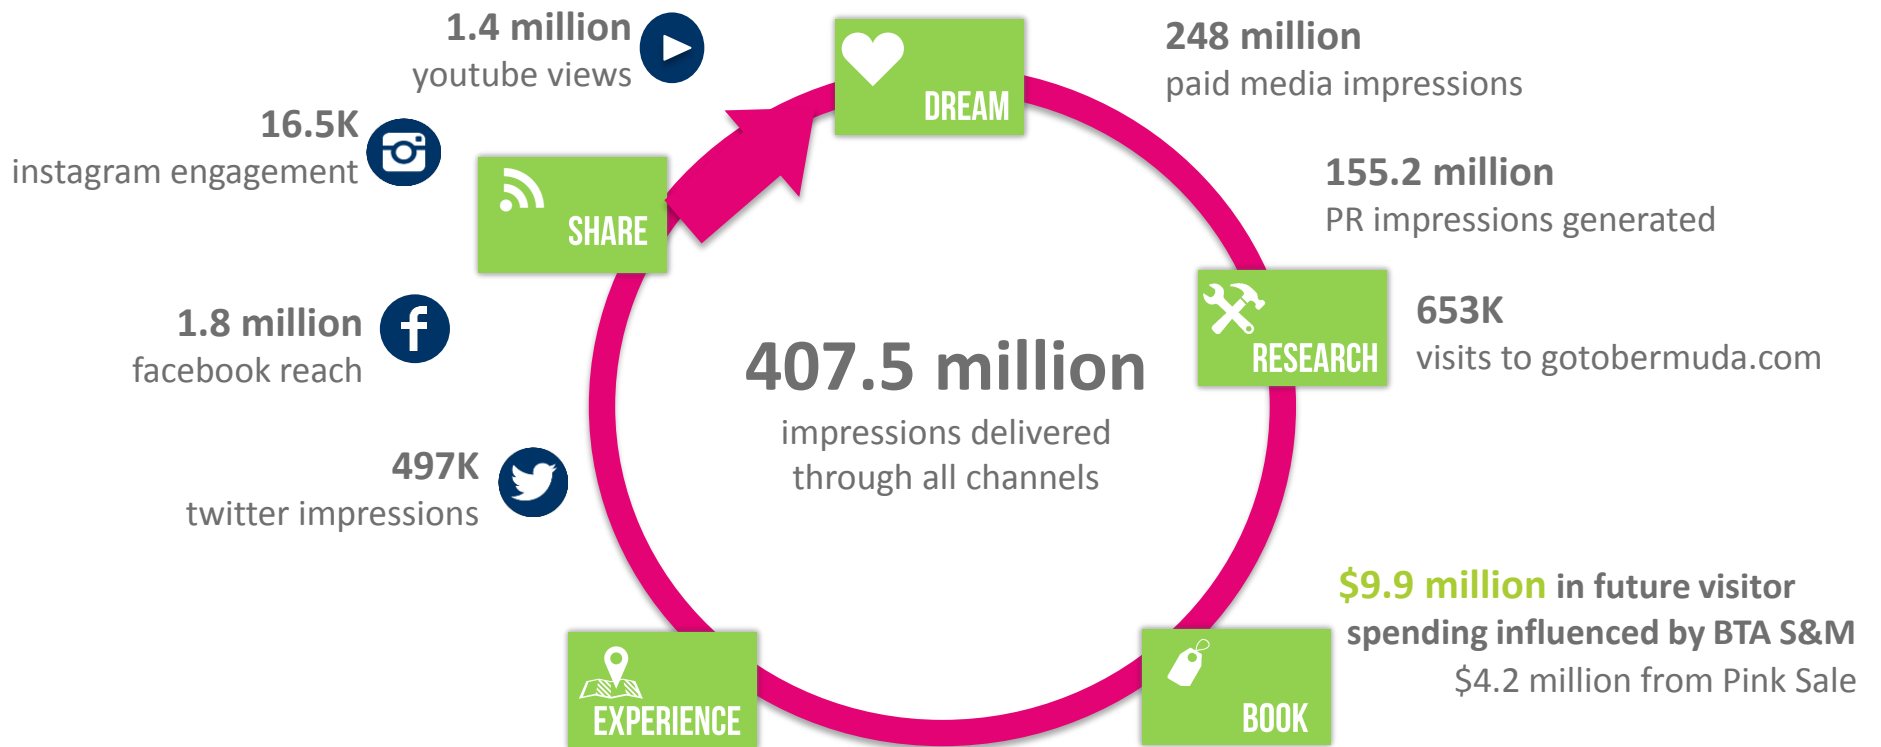 1.4 million
youtube views
16.5K
instagram engagement
SHARE
1.8 million
facebook reach
497K
twitter impressions
DREAM
248 million
paid media impressions
155.2 million
PR impressions generated
RESEARCH
653K
visits to gotobermuda.com
407.5 million
impressions delivered
through all channels
$9.9 million in future visitor
spending influenced by BTA S&M
$4.2 million from Pink Sale
BOOK
EXPERIENCE